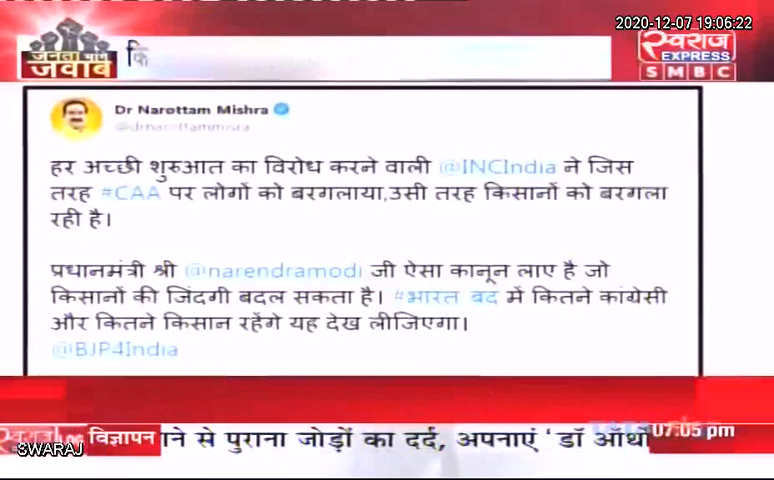 2020-12-07 19:06:22
जनता मांगे
जवाब
कि
स्वराज
EXPRESS
SMBC
Dr Narottam Mishra
@drnarottammisra
हर अच्छी शुरुआत का विरोध करने वाली @INCIndia ने जिस
तरह #CAA पर लोगों को बरगलाया,उसी तरह किसानों को बरगला
रही है।
प्रधानमंत्री श्री @narendramodi जी ऐसा कानून लाए है जो
किसानों की जिंदगी बदल सकता है। #भारत बंद में कितने कांग्रेसी
और कितने किसान रहेंगे यह देख लीजिएगा।
@BJP4India
07:05 pm
विज्ञापन
ाने से पुराना जोड़ों का दर्द, अपनाएं ' डॉ ऑर्थो
SWARAJ